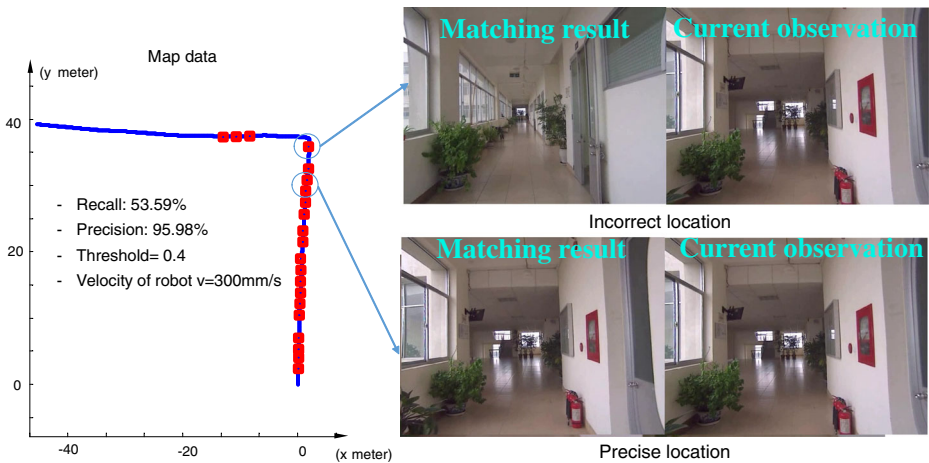 Map data
(y meter)
40
20
0
-40
-20
0
(x meter)
- Recall: 53.59%
- Precision: 95.98%
- Threshold= 0.4
- Velocity of robot v=300mm/s
Matching result
Current observation
Incorrect location
Matching result
Current observation
Precise location